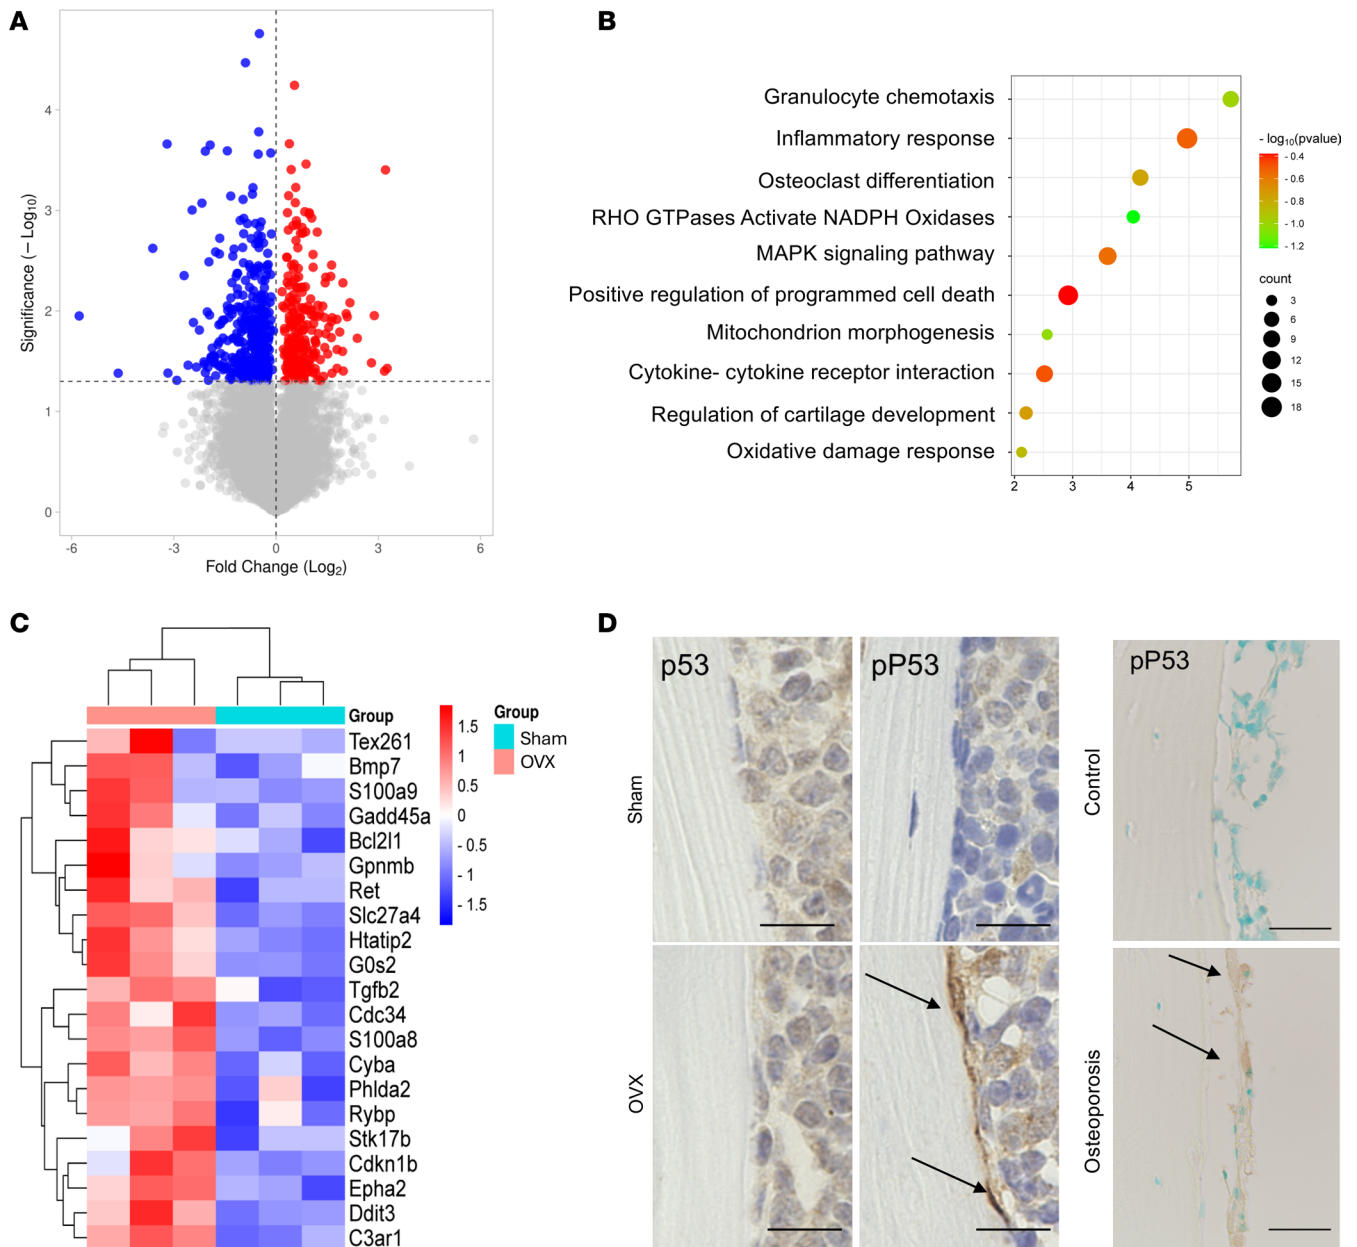 A
Significance (– Log10)
4
3
2
1
0
-6
-3
0
3
6
Fold Change (Log2)
B
Granulocyte chemotaxis
Inflammatory response
Osteoclast differentiation
RHO GTPases Activate NADPH Oxidases
MAPK signaling pathway
Positive regulation of programmed cell death
Mitochondrion morphogenesis
Cytokine- cytokine receptor interaction
Regulation of cartilage development
Oxidative damage response
2
3
4
5
- log10(pvalue)
- 0.4
- 0.6
- 0.8
- 1.0
- 1.2
count
3
6
9
12
15
18
C
Group
Tex261
Bmp7
S100a9
Gadd45a
Bcl2l1
Gpnmb
Ret
Slc27a4
Htatip2
G0s2
Tgfb2
Cdc34
S100a8
Cyba
Phlda2
Rybp
Stk17b
Cdkn1b
Epha2
Ddit3
C3ar1
1.5
1
0.5
0
- 0.5
- 1
- 1.5
Group
Sham
OVX
D
p53
pP53
pP53
Sham
Control
OVX
Osteoporosis